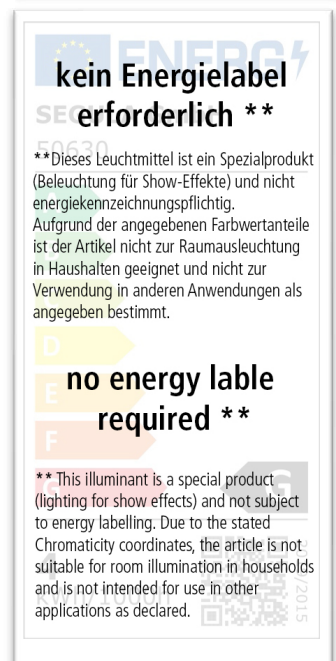 ENERG
kein Energielabel
erforderlich **
50630
**Dieses Leuchtmittel ist ein Spezialprodukt
(Beleuchtung für Show-Effekte) und nicht
energiekennzeichnungspflichtig.
Aufgrund der angegebenen Farbwertanteile
ist der Artikel nicht zur Raumausleuchtung
in Haushalten geeignet und nicht zur
Verwendung in anderen Anwendungen als
angegeben bestimmt.
D
no energy lable
E
required **
F
G
** This illuminant is a special product
G
(lighting for show effects) and not subject
to energy labelling. Due to the stated
Chromaticity coordinates, the article is not
suitable for room illumination in households
and is not intended for use in other
kWh/1000h
applications as declared.